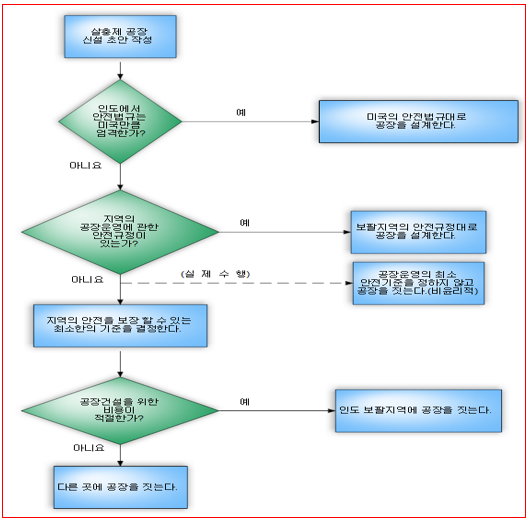 살충제 공장
신설 초안 작성
인도에서
안전법규는
미국만큼
엄격한가?
예
미국의 안전법규대로
공장을 설계한다.
아니요
지역의
공장운영에 관한
안전규정이
있는가?
예
보팔지역의 안전규정대로
공장을 설계한다.
아니요
(실 제 수 행)
공장운영의 최소
안전기준을 정하지 않고
공장을 짓는다.(비윤리적)
지역의 안전을 보장 할 수 있는
최소한의 기준을 결정한다.
공장건설을 위한
비용이
적절한가?
예
인도 보팔지역에 공장을 짓는다.
아니요
다른 곳에 공장을 짓는다.